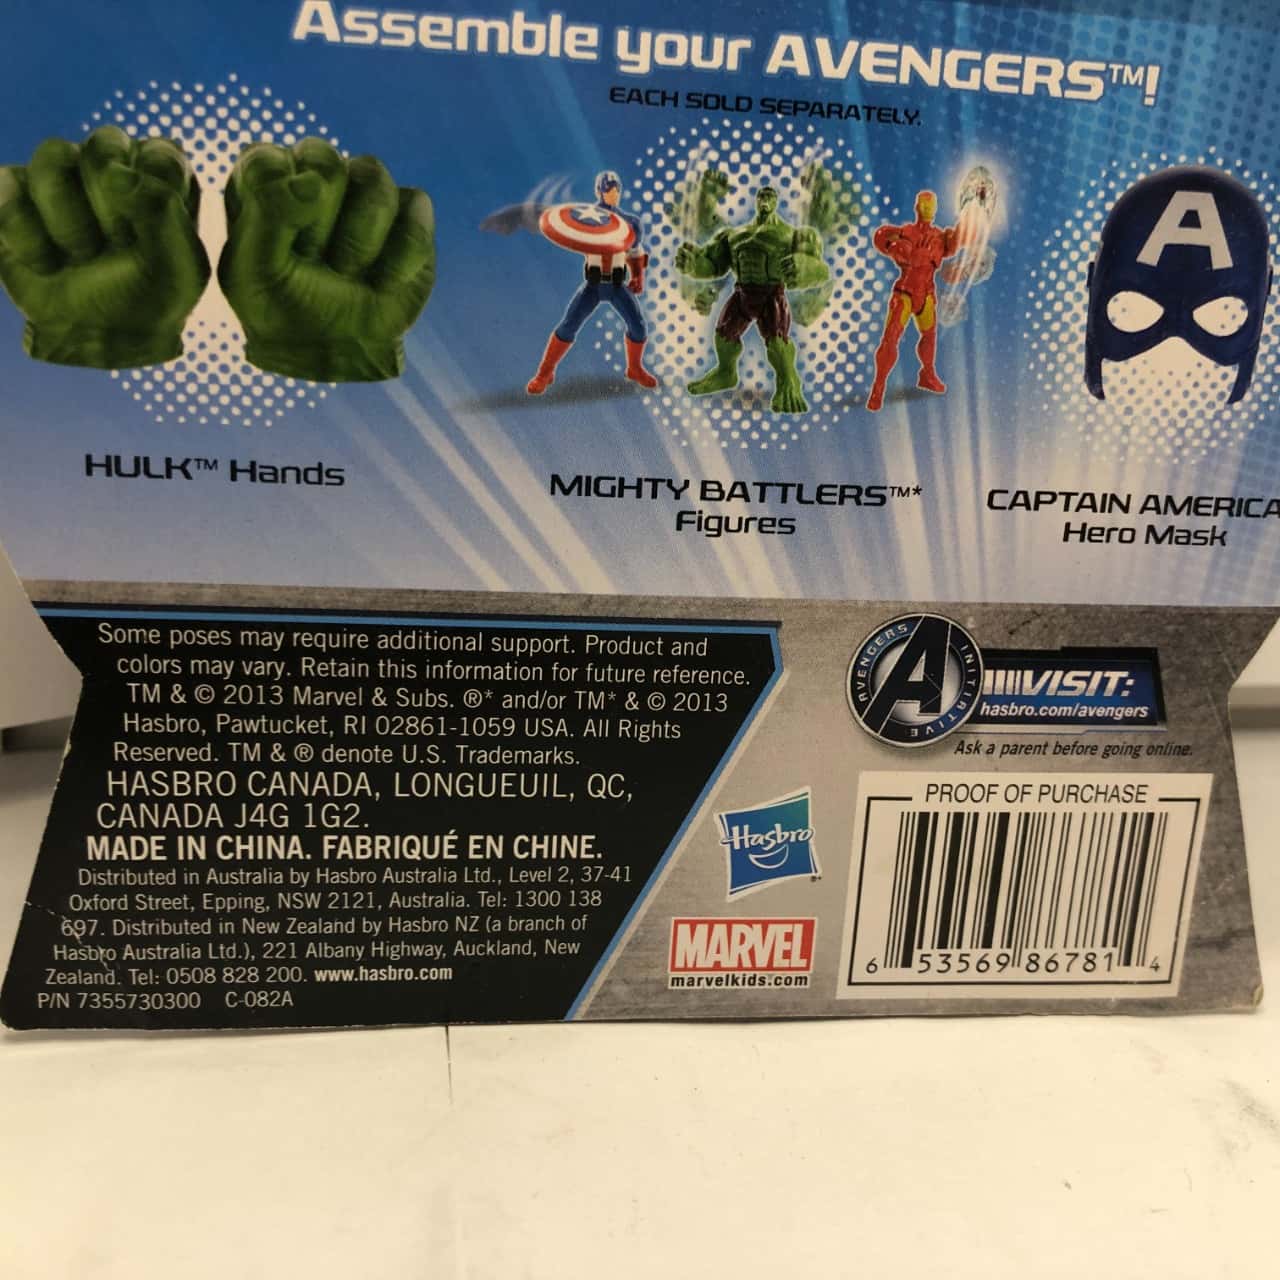 Assemble your AVENGERS™!
EACH SOLD SEPARATELY.
A
HULK™ Hands
MIGHTY BATTLERS™*
Figures
CAPTAIN AMERICA
Hero Mask
Some poses may require additional support. Product and
colors may vary. Retain this information for future reference.
TM & © 2013 Marvel & Subs. ®* and/or TM* & © 2013
Hasbro, Pawtucket, RI 02861-1059 USA. All Rights
Reserved. TM & ® denote U.S. Trademarks.
HASBRO CANADA, LONGUEUIL, QC,
CANADA J4G 1G2.
MADE IN CHINA. FABRIQUÉ EN CHINE.
Distributed in Australia by Hasbro Australia Ltd., Level 2, 37-41
Oxford Street, Epping, NSW 2121, Australia. Tel: 1300 138
697. Distributed in New Zealand by Hasbro NZ (a branch of
Hasbro Australia Ltd.), 221 Albany Highway, Auckland, New
Zealand. Tel: 0508 828 200. www.hasbro.com
P/N 7355730300 C-082A
AVENGERS INITIATIVE
A
VISIT:
hasbro.com/avengers
Ask a parent before going online.
Hasbro
MARVEL
marvelkids.com
PROOF OF PURCHASE
6 53569 86781 4